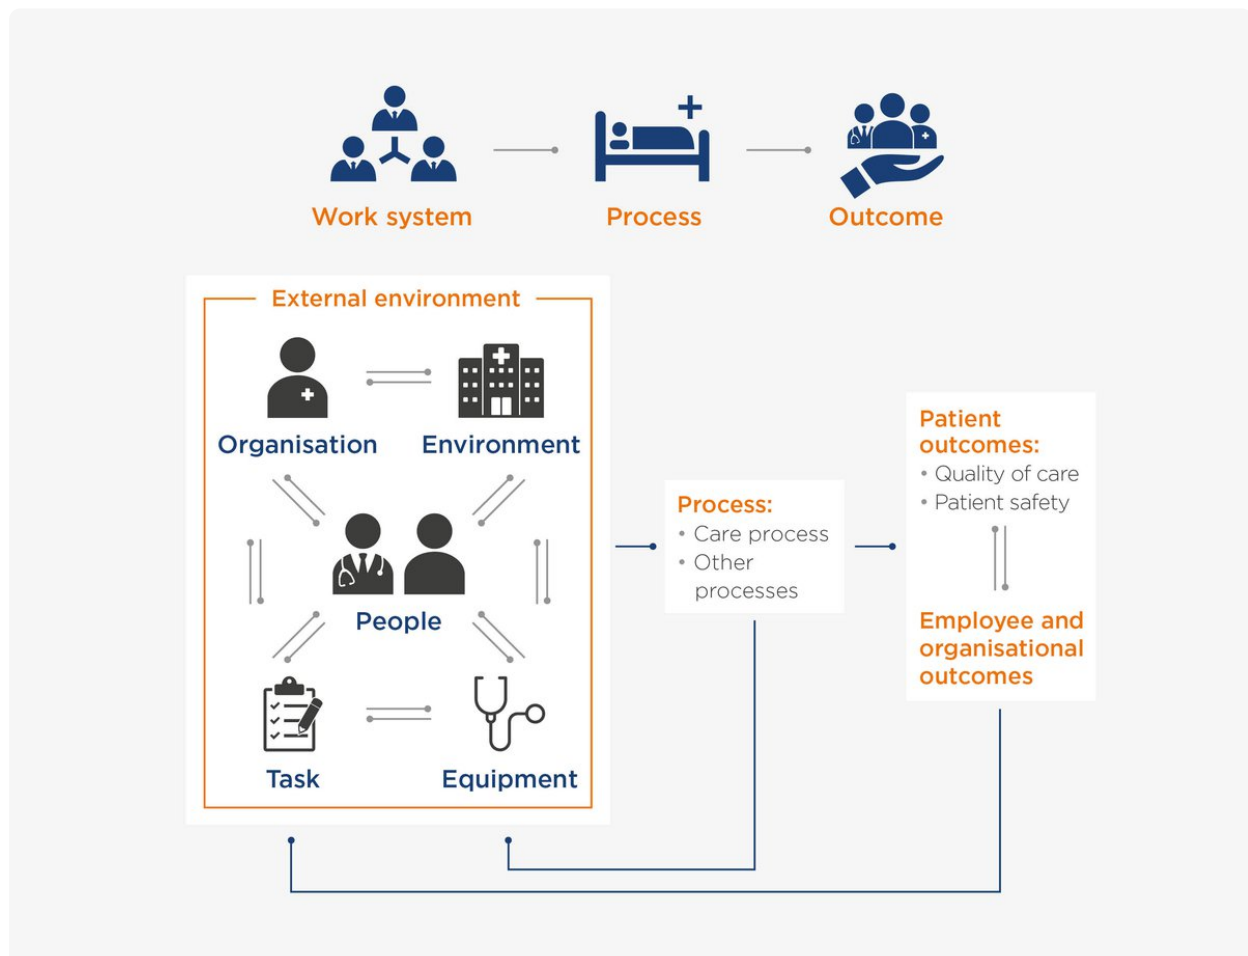 Work system
Process
Outcome
External environment
Organisation
Environment
People
Task
Equipment
Process:
• Care process
• Other
processes
Patient
outcomes:
• Quality of care
• Patient safety
Employee and
organisational
outcomes